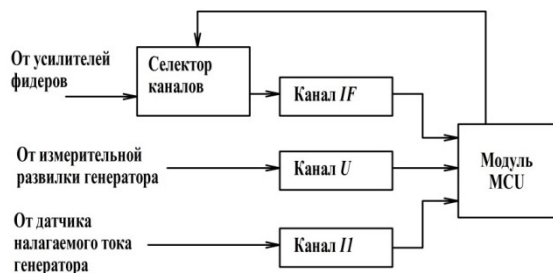 От усилителей
фидеров
Селектор
каналов
Канал IF
От измерительной
развилки генератора
Канал U
Модуль
MCU
От датчика
налагаемого тока
генератора
Канал I1